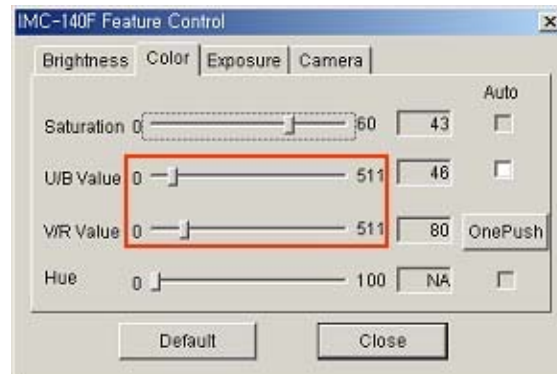 IMC-140F Feature Control
Brightness Color Exposure Camera
Auto
Saturation 0 60 43
U/B Value 0 511 46
V/R Value 0 511 80 OnePush
Hue 0 100 NA
Default Close